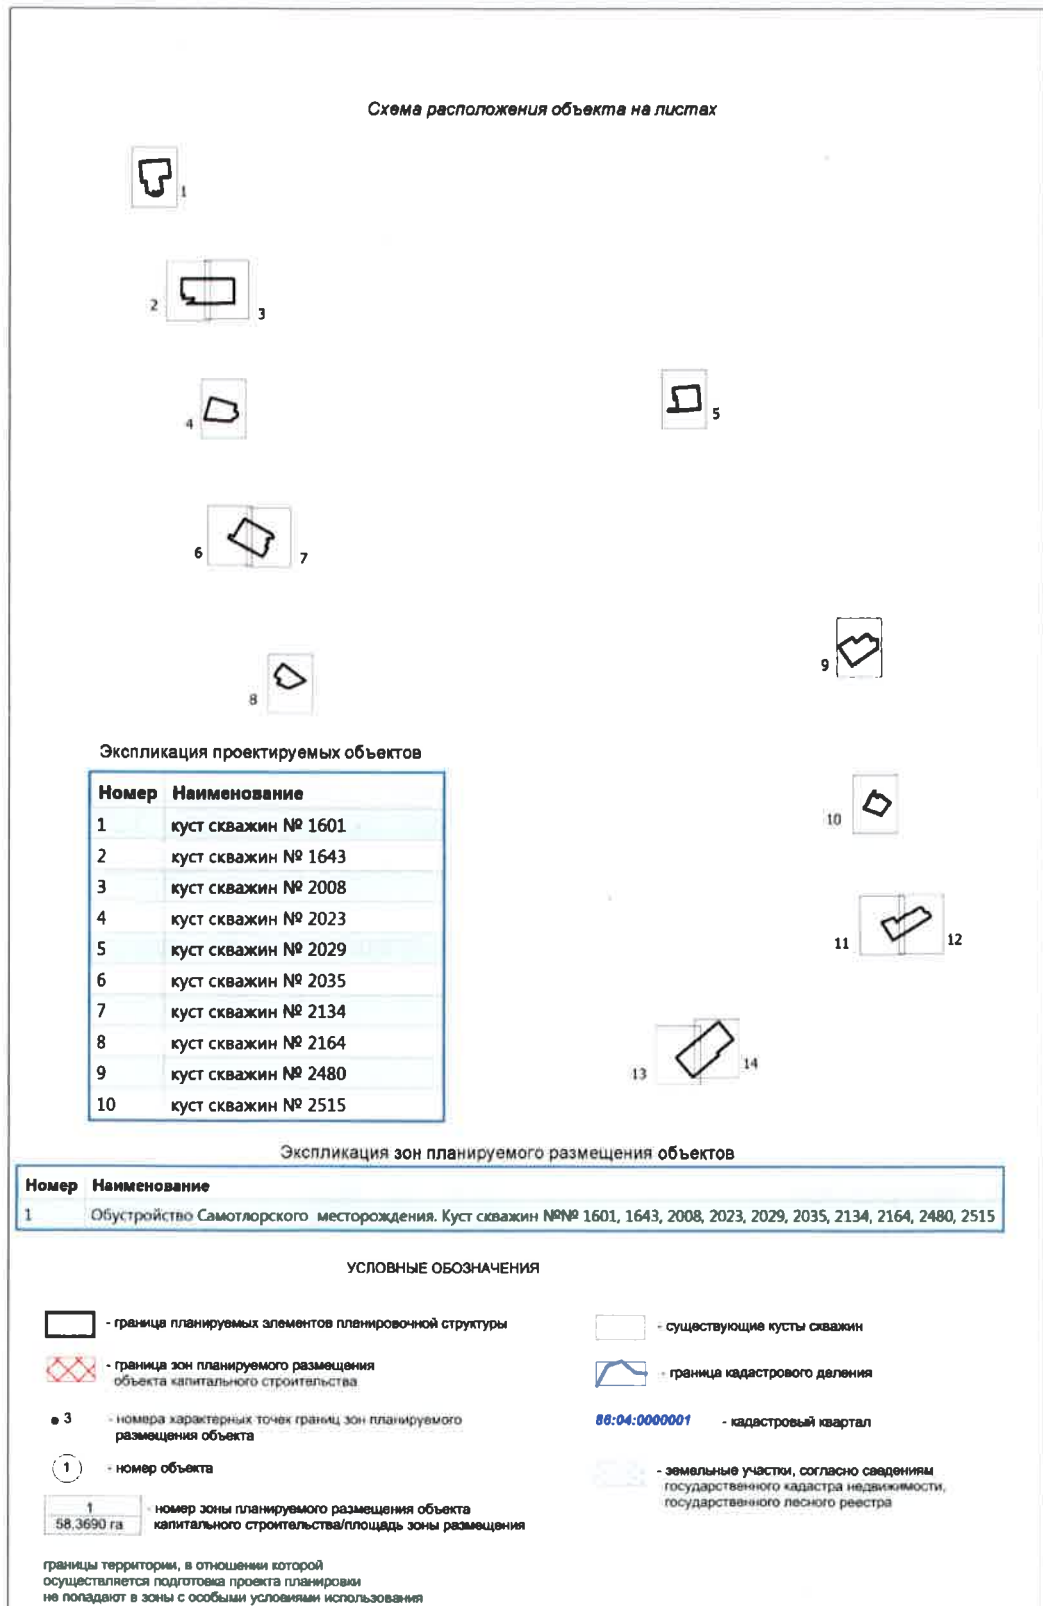 Схема расположения объекта на листах
1
2
3
4
5
6
7
8
9
10
11
12
13
14
Экспликация проектируемых объектов
Номер Наименование
1 куст скважин № 1601
2 куст скважин № 1643
3 куст скважин № 2008
4 куст скважин № 2023
5 куст скважин № 2029
6 куст скважин № 2035
7 куст скважин № 2134
8 куст скважин № 2164
9 куст скважин № 2480
10 куст скважин № 2515
Экспликация зон планируемого размещения объектов
Номер Наименование
1 Обустройство Самотлорского месторождения. Куст скважин №№ 1601, 1643, 2008, 2023, 2029, 2035, 2134, 2164, 2480, 2515
УСЛОВНЫЕ ОБОЗНАЧЕНИЯ
- граница планируемых элементов планировочной структуры
- граница зон планируемого размещения
объекта капитального строительства
3 - номера характерных точек границ зон планируемого
размещения объекта
1 - номер объекта
1
58,3690 га
- номер зоны планируемого размещения объекта
капитального строительства/площадь зоны размещения
- существующие кусты скважин
- граница кадастрового деления
86:04:0000001 - кадастровый квартал
- земельные участки, согласно сведениям
государственного кадастра недвижимости,
государственного лесного реестра
границы территории, в отношении которой
осуществляется подготовка проекта планировки
не попадают в зоны с особыми условиями использования